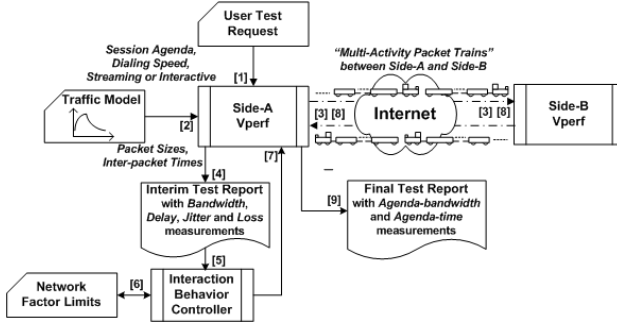 User Test
Request
Session Agenda,
Dialing Speed,
Streaming or Interactive
[1]
“Multi-Activity Packet Trains”
between Side-A and Side-B
Traffic Model
[2]
Side-A
Vperf
[3] [8]
Internet
[3] [8]
Side-B
Vperf
Packet Sizes,
Inter-packet Times
[7]
[4]
Interim Test Report
with Bandwidth,
Delay, Jitter and Loss
measurements
[9]
Final Test Report
with Agenda-bandwidth
and Agenda-time
measurements
[5]
Network
Factor Limits
[6]
Interaction
Behavior
Controller